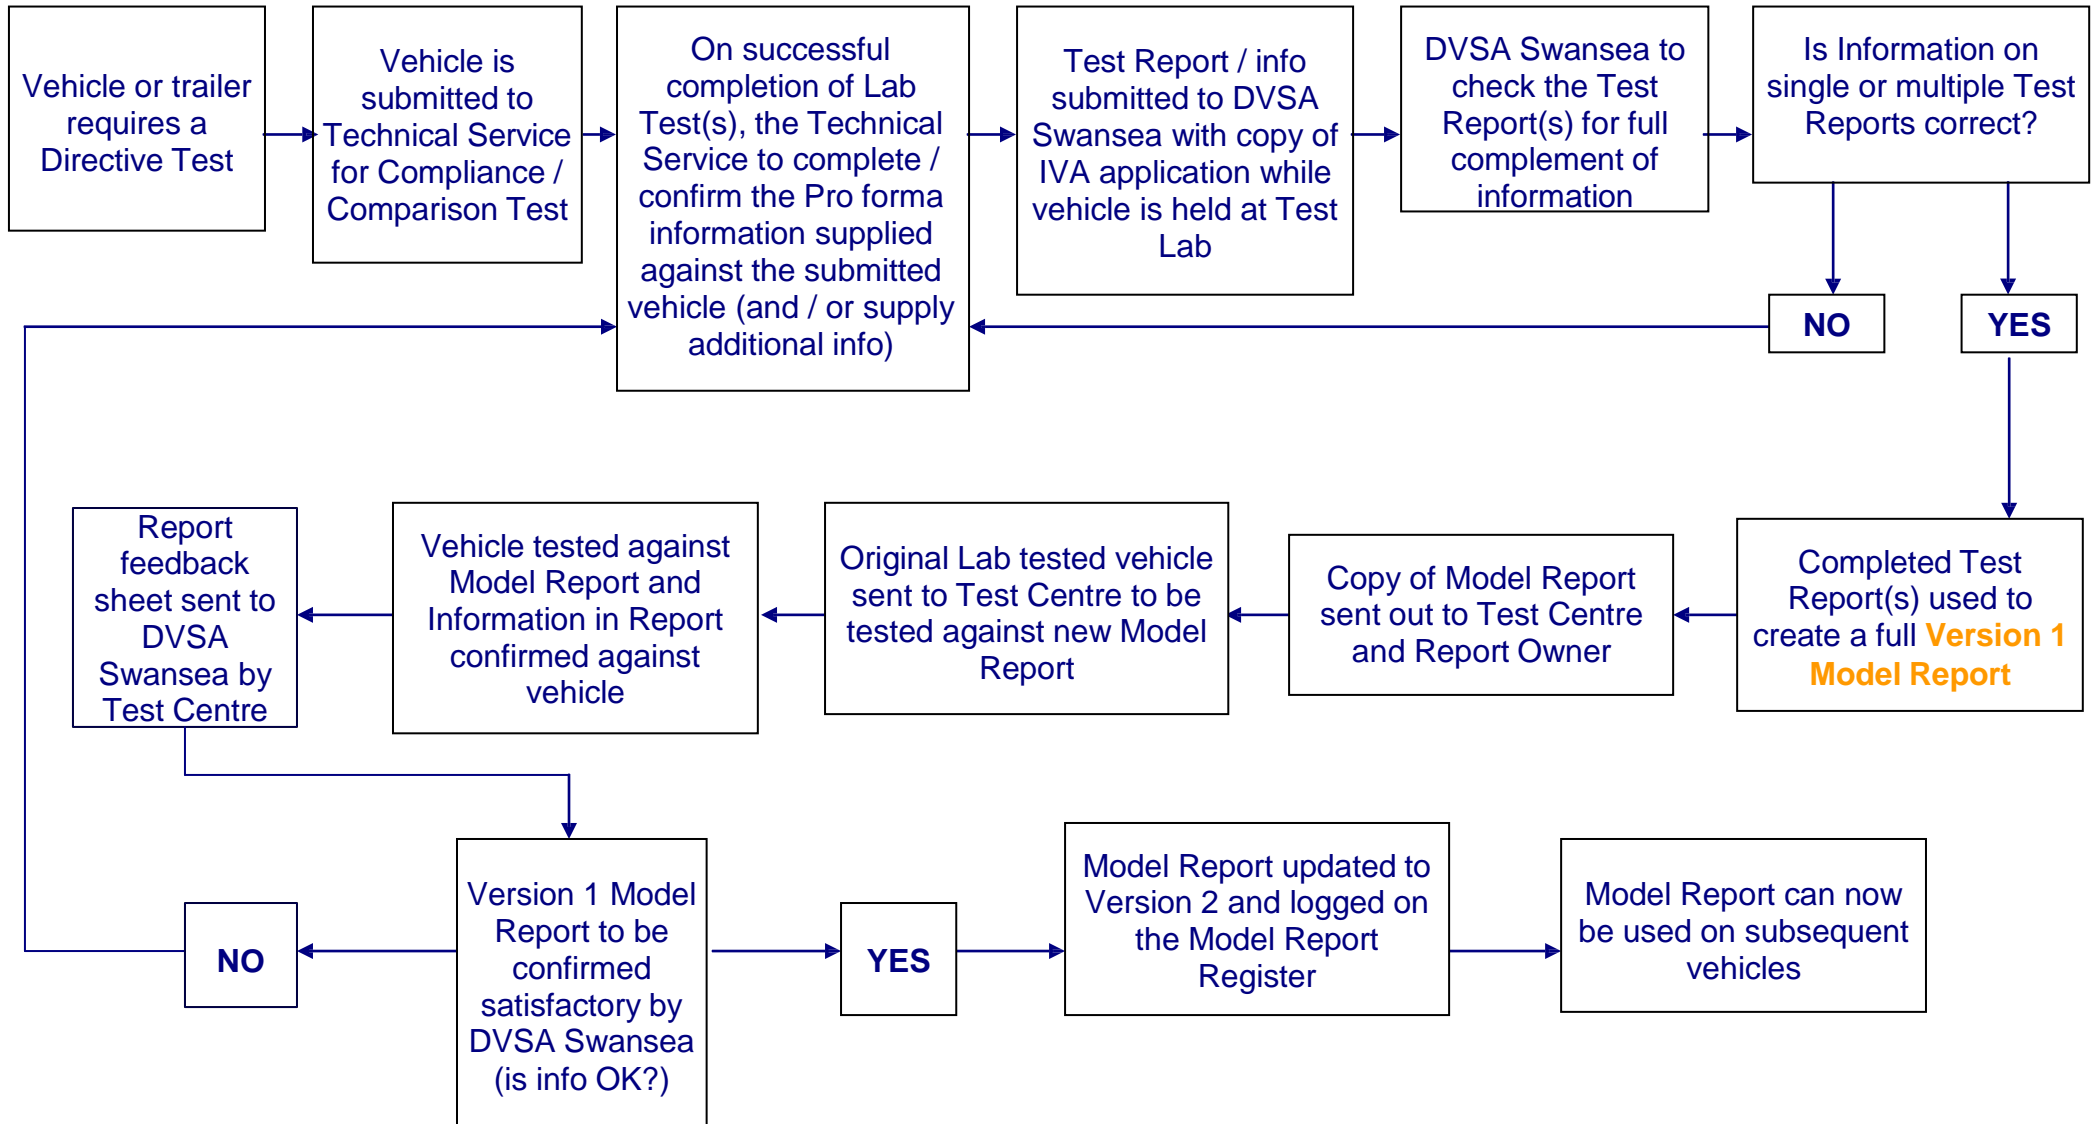 Vehicle or trailer
requires a
Directive Test
Vehicle is
submitted to
Technical Service
for Compliance /
Comparison Test
On successful
completion of Lab
Test(s), the Technical
Service to complete /
confirm the Pro forma
information supplied
against the submitted
vehicle (and / or supply
additional info)
Test Report / info
submitted to DVSA
Swansea with copy of
IVA application while
vehicle is held at Test
Lab
DVSA Swansea to
check the Test
Report(s) for full
complement of
information
Is Information on
single or multiple Test
Reports correct?
NO
YES
Report
feedback
sheet sent to
DVSA
Swansea by
Test Centre
Vehicle tested against
Model Report and
Information in Report
confirmed against
vehicle
Original Lab tested vehicle
sent to Test Centre to be
tested against new Model
Report
Copy of Model Report
sent out to Test Centre
and Report Owner
Completed Test
Report(s) used to
create a full Version 1
Model Report
NO
Version 1 Model
Report to be
confirmed
satisfactory by
DVSA Swansea
(is info OK?)
YES
Model Report updated to
Version 2 and logged on
the Model Report
Register
Model Report can now
be used on subsequent
vehicles